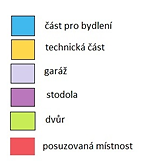 část pro bydlení
technická část
garáž
stodola
dvůr
posuzovaná místnost